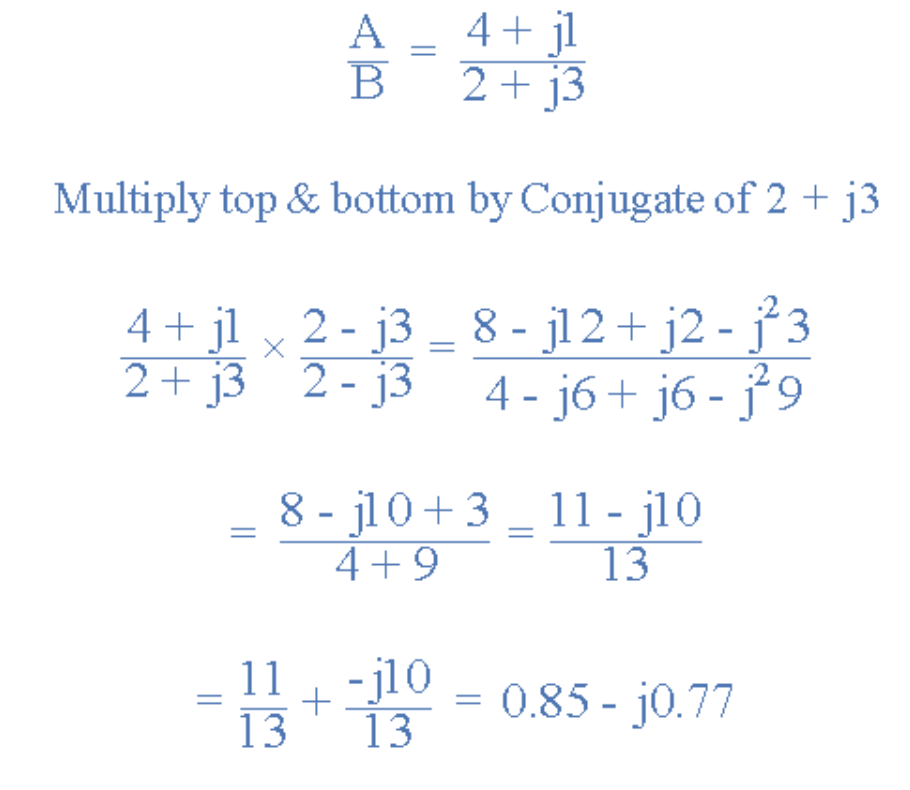 A/B = (4 + j1)/(2 + j3)
Multiply top & bottom by Conjugate of 2 + j3
(4 + j1)/(2 + j3) × (2 - j3)/(2 - j3) = (8 - j12 + j2 - j²3)/(4 - j6 + j6 - j²9)
= (8 - j10 + 3)/(4 + 9) = (11 - j10)/13
= 11/13 + -j10/13 = 0.85 - j0.77